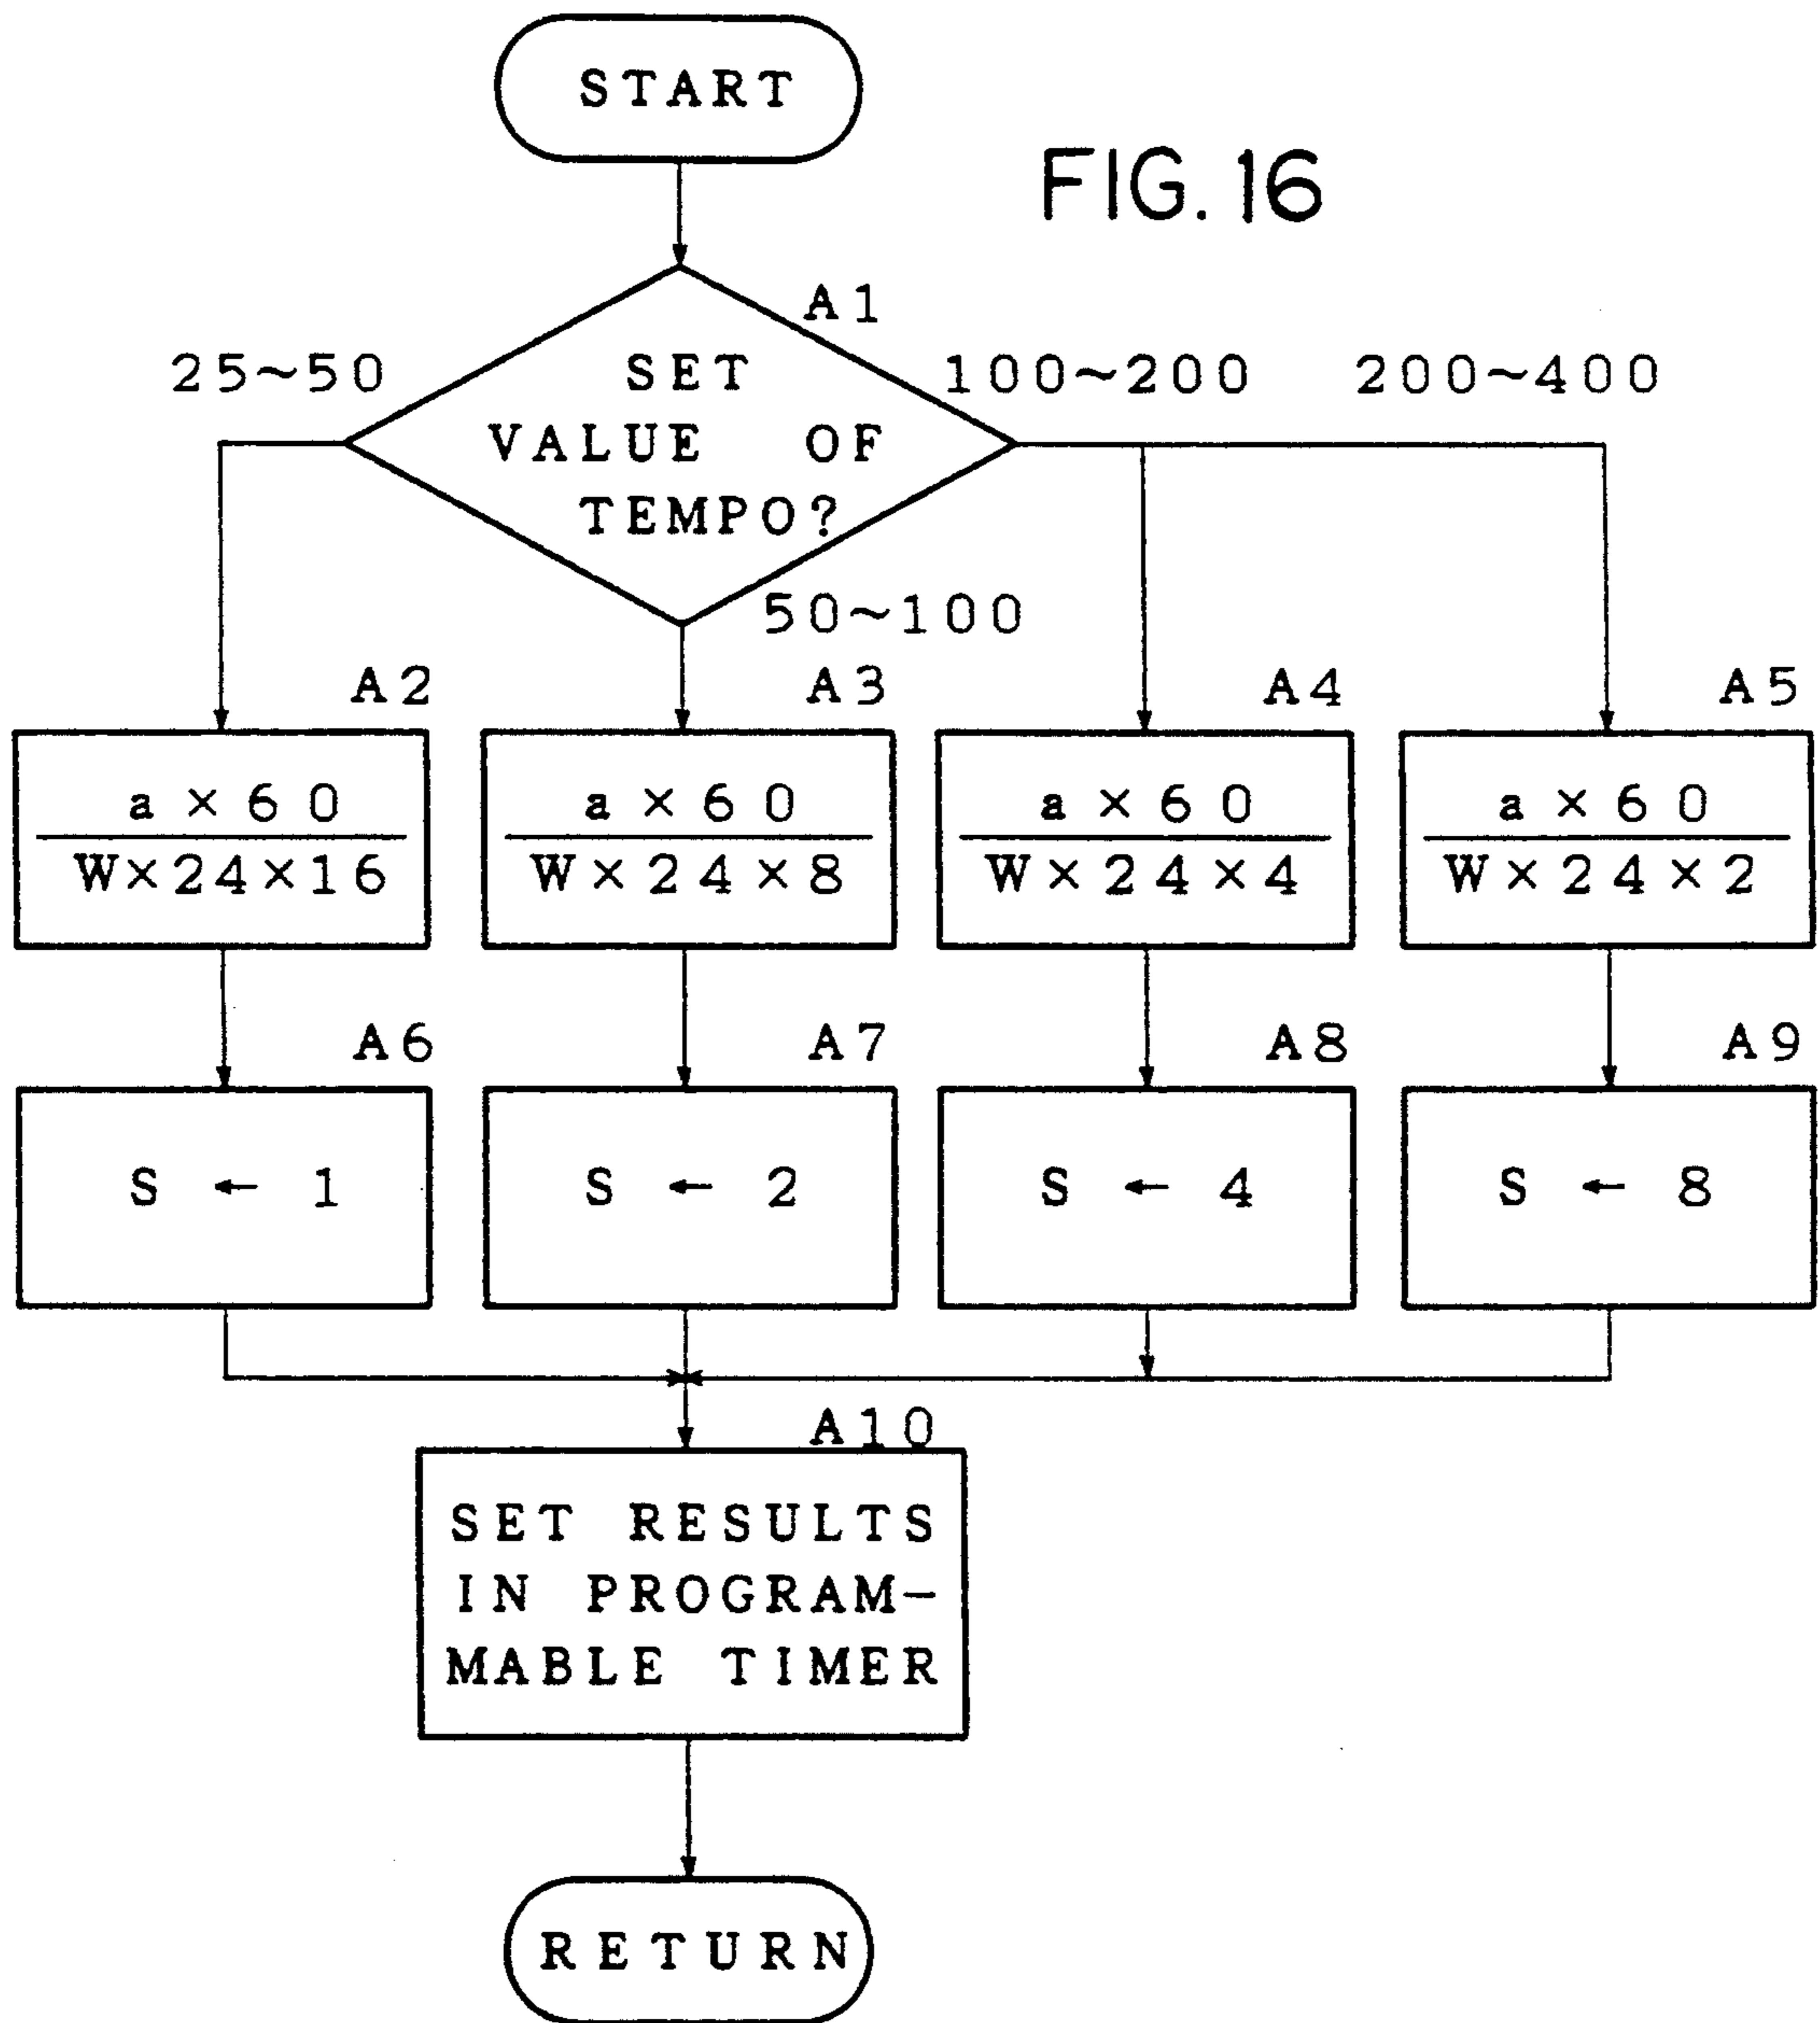 START
FIG. 16
A1
25~50
SET
VALUE OF
TEMPO?
100~200
200~400
50~100
A2
A3
A4
A5
a×60
W×24×16
a×60
W×24×8
a×60
W×24×4
a×60
W×24×2
A6
A7
A8
A9
S ← 1
S ← 2
S ← 4
S ← 8
A10
SET RESULTS
IN PROGRAM-
MABLE TIMER
RETURN